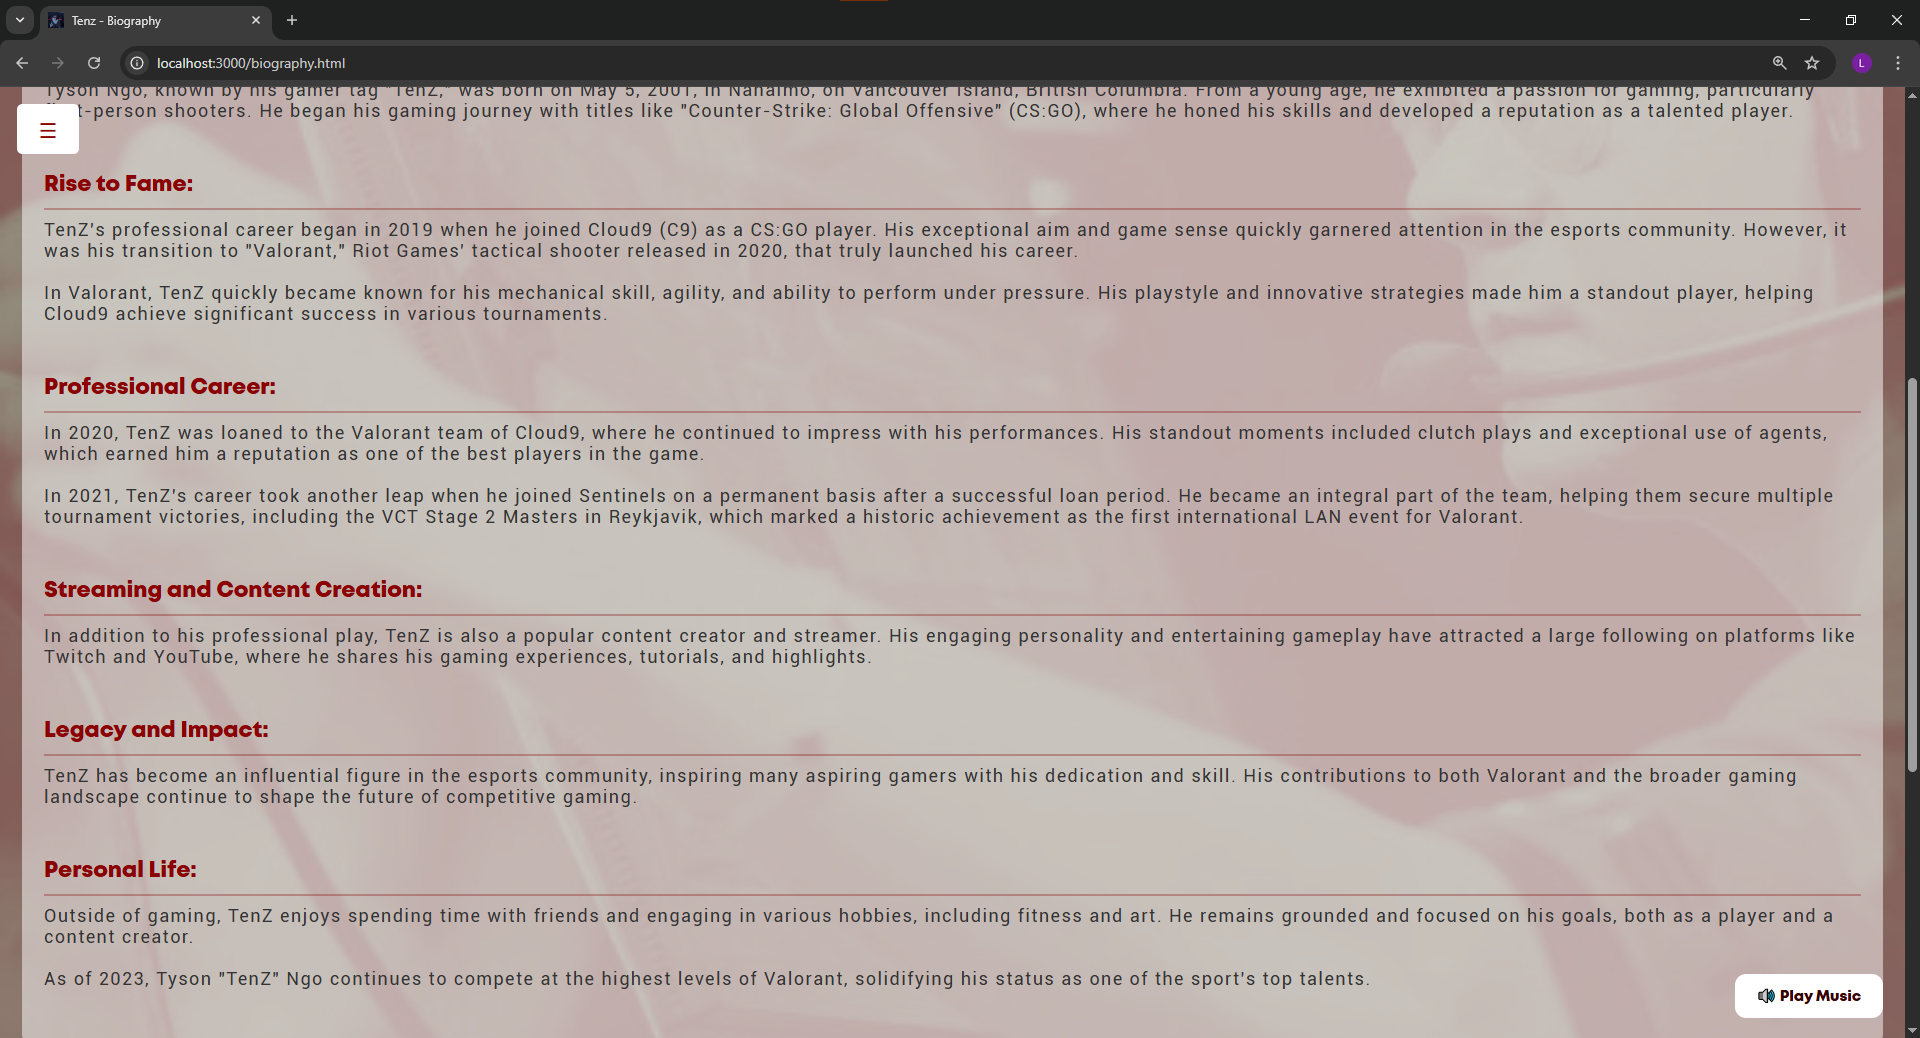 Tenz - Biography
localhost:3000/biography.html
L
Tyson Ngo, known by his gamer tag "TenZ," was born on May 5, 2001, in Nanaimo, on Vancouver Island, British Columbia. From a young age, he exhibited a passion for gaming, particularly
t-person shooters. He began his gaming journey with titles like "Counter-Strike: Global Offensive" (CS:GO), where he honed his skills and developed a reputation as a talented player.
Rise to Fame:
TenZ's professional career began in 2019 when he joined Cloud9 (C9) as a CS:GO player. His exceptional aim and game sense quickly garnered attention in the esports community. However, it
was his transition to "Valorant," Riot Games' tactical shooter released in 2020, that truly launched his career.
In Valorant, TenZ quickly became known for his mechanical skill, agility, and ability to perform under pressure. His playstyle and innovative strategies made him a standout player, helping
Cloud9 achieve significant success in various tournaments.
Professional Career:
In 2020, TenZ was loaned to the Valorant team of Cloud9, where he continued to impress with his performances. His standout moments included clutch plays and exceptional use of agents,
which earned him a reputation as one of the best players in the game.
In 2021, TenZ's career took another leap when he joined Sentinels on a permanent basis after a successful loan period. He became an integral part of the team, helping them secure multiple
tournament victories, including the VCT Stage 2 Masters in Reykjavik, which marked a historic achievement as the first international LAN event for Valorant.
Streaming and Content Creation:
In addition to his professional play, TenZ is also a popular content creator and streamer. His engaging personality and entertaining gameplay have attracted a large following on platforms like
Twitch and YouTube, where he shares his gaming experiences, tutorials, and highlights.
Legacy and Impact:
TenZ has become an influential figure in the esports community, inspiring many aspiring gamers with his dedication and skill. His contributions to both Valorant and the broader gaming
landscape continue to shape the future of competitive gaming.
Personal Life:
Outside of gaming, TenZ enjoys spending time with friends and engaging in various hobbies, including fitness and art. He remains grounded and focused on his goals, both as a player and a
content creator.
As of 2023, Tyson "TenZ" Ngo continues to compete at the highest levels of Valorant, solidifying his status as one of the sport's top talents.
Play Music